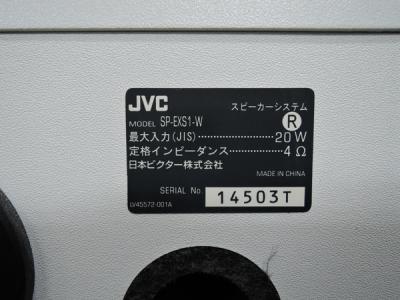 JVC スピーカーシステム
MODEL SP-EXS1-W R
最大入力(JIS)…………………20W
定格インピーダンス…………4Ω
日本ビクター株式会社
MADE IN CHINA
SERIAL No. 14503T
LV45572-001A